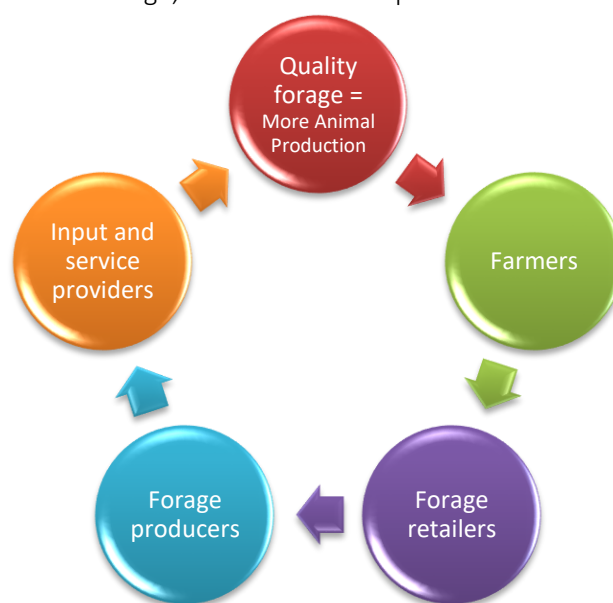 Quality
forage =
More Animal
Production
Farmers
Forage
retailers
Forage
producers
Input and
service
providers